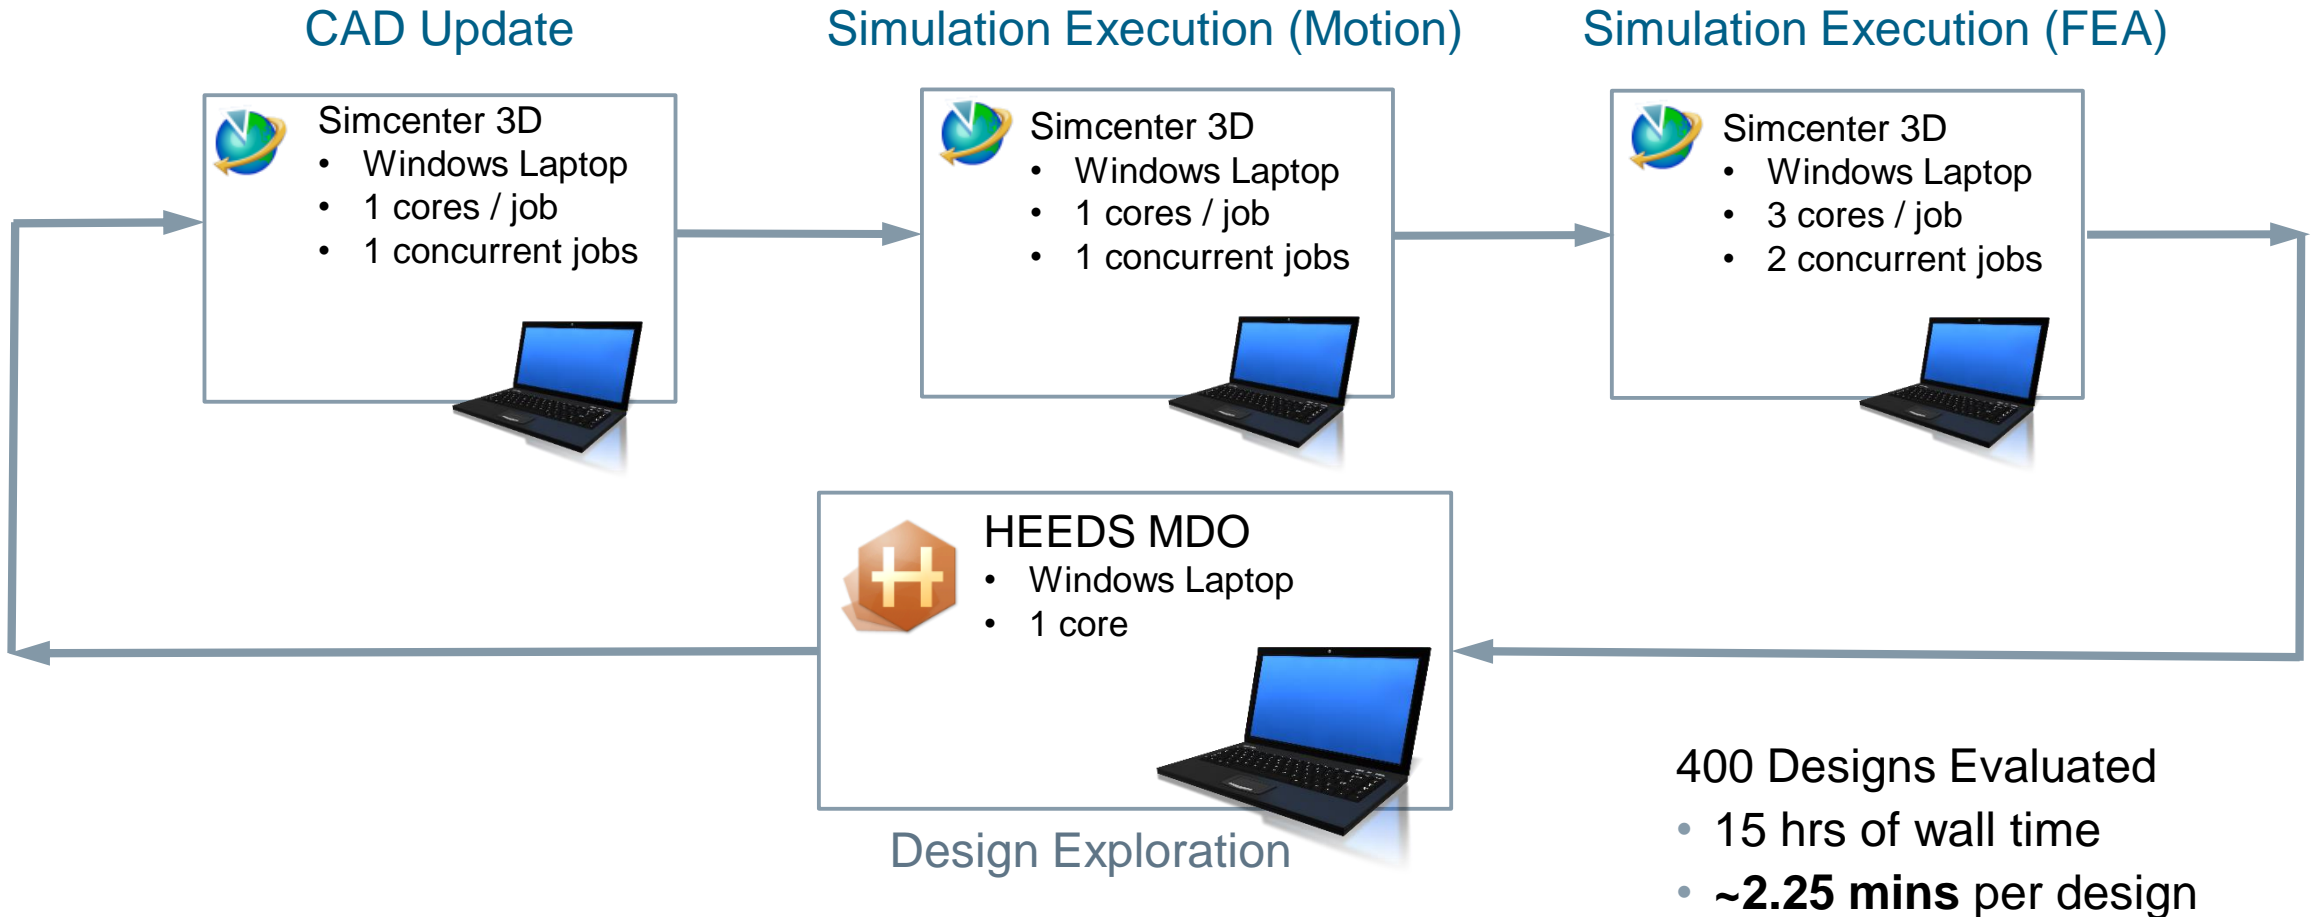 CAD Update
Simulation Execution (Motion)
Simulation Execution (FEA)
Simcenter 3D
• Windows Laptop
• 1 cores / job
• 1 concurrent jobs
Simcenter 3D
• Windows Laptop
• 1 cores / job
• 1 concurrent jobs
Simcenter 3D
• Windows Laptop
• 3 cores / job
• 2 concurrent jobs
HEEDS MDO
• Windows Laptop
• 1 core
Design Exploration
400 Designs Evaluated
• 15 hrs of wall time
• ~2.25 mins per design